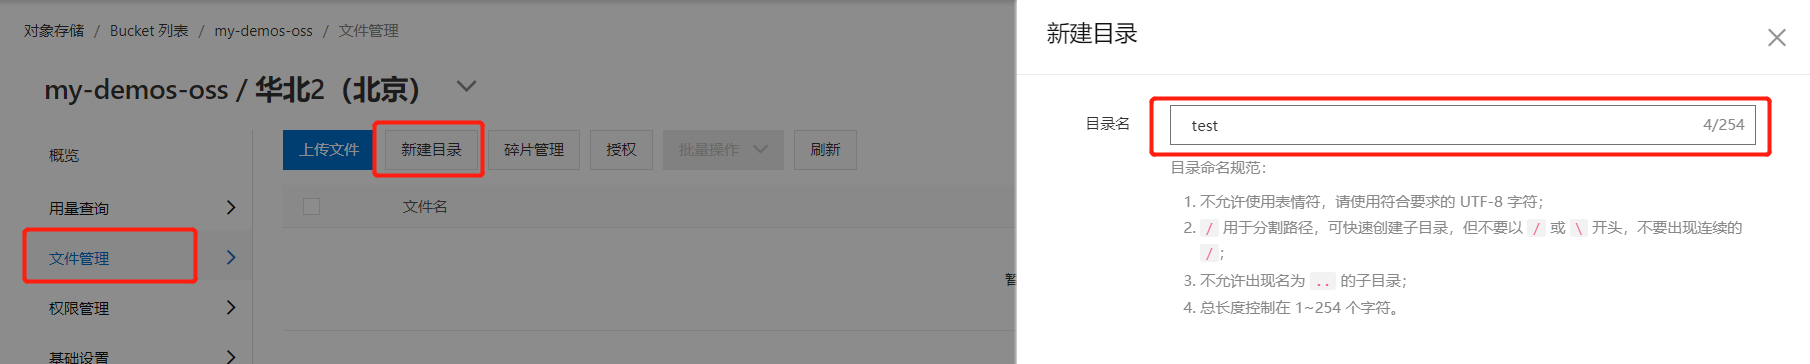 对象存储 / Bucket 列表 / my-demos-oss / 文件管理
my-demos-oss / 华北2（北京）
概览
用量查询
文件管理
权限管理
基础设置
上传文件 新建目录 碎片管理 授权 批量操作 刷新
文件名
暂
新建目录
目录名 test 4/254
目录命名规范：
1. 不允许使用表情符，请使用符合要求的 UTF-8 字符；
2. / 用于分割路径，可快速创建子目录，但不要以 / 或 \ 开头，不要出现连续的
/ ；
3. 不允许出现名为 .. 的子目录；
4. 总长度控制在 1~254 个字符。